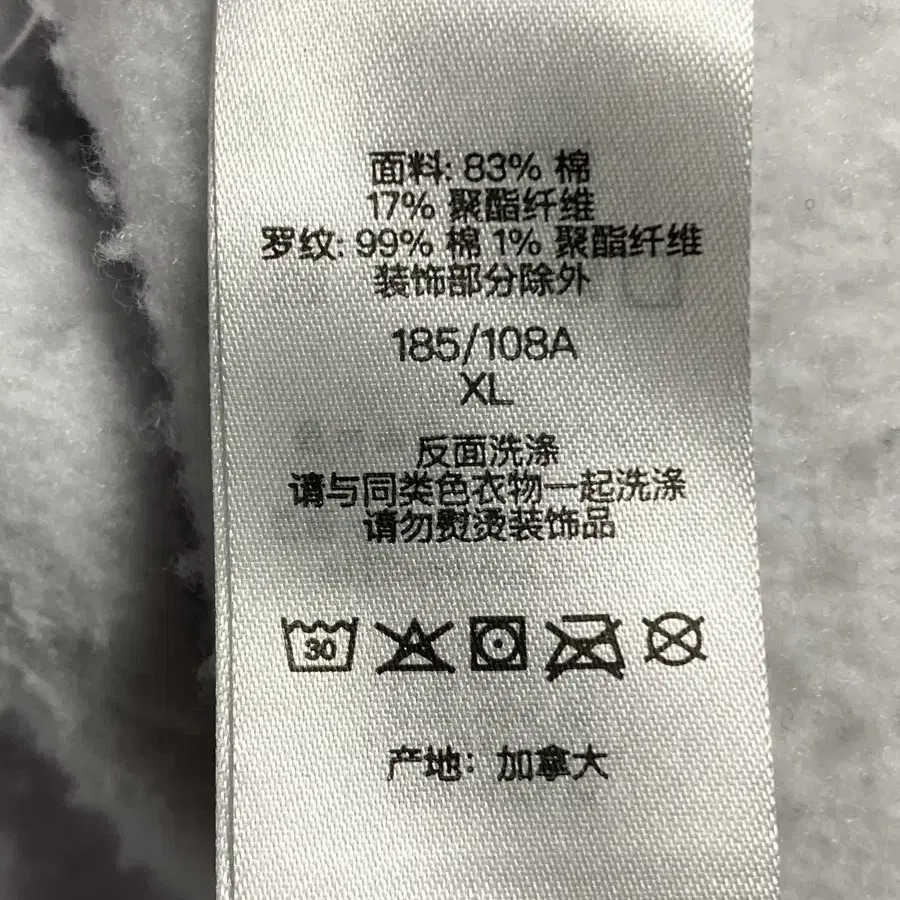 面料: 83% 棉
17% 聚酯纤维
罗纹: 99% 棉 1% 聚酯纤维
装饰部分除外
185/108A
XL
反面洗涤
请与同类色衣物一起洗涤
请勿熨烫装饰品
30
产地: 加拿大